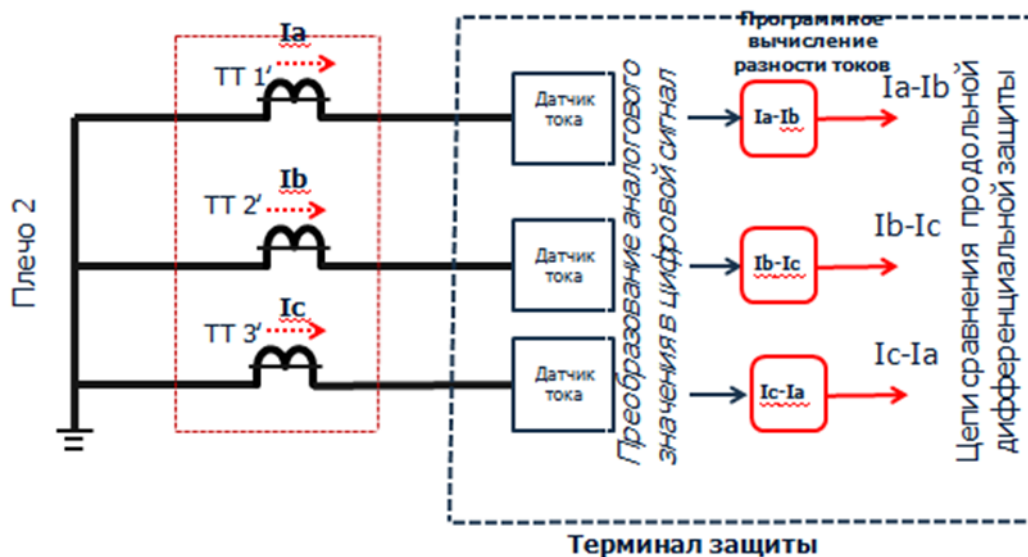 Плечо 2
Ia
ТТ 1′
Ib
ТТ 2′
Ic
ТТ 3′
Датчик
тока
Датчик
тока
Датчик
тока
Преобразование аналогового
значения в цифровой сигнал
Программное
вычисление
разности токов
Ia-Ib
Ib-Ic
Ic-Ia
Ia-Ib
Ib-Ic
Ic-Ia
Цепи сравнения продольной
дифференциальной защиты
Терминал защиты